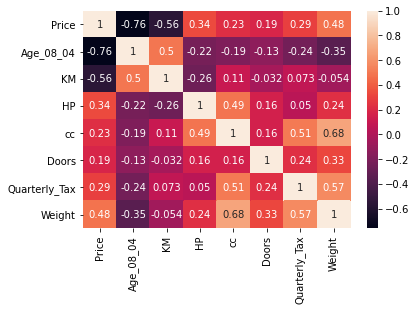 Price 1 -0.76 -0.56 0.34 0.23 0.19 0.29 0.48
Age_08_04 -0.76 1 0.5 -0.22 -0.19 -0.13 -0.24 -0.35
KM -0.56 0.5 1 -0.26 0.11 -0.032 0.073 -0.054
HP 0.34 -0.22 -0.26 1 0.49 0.16 0.05 0.24
cc 0.23 -0.19 0.11 0.49 1 0.16 0.51 0.68
Doors 0.19 -0.13 -0.032 0.16 0.16 1 0.24 0.33
Quarterly_Tax 0.29 -0.24 0.073 0.05 0.51 0.24 1 0.57
Weight 0.48 -0.35 -0.054 0.24 0.68 0.33 0.57 1
Price Age_08_04 KM HP cc Doors Quarterly_Tax Weight
1.0
0.8
0.6
0.4
0.2
0.0
-0.2
-0.4
-0.6